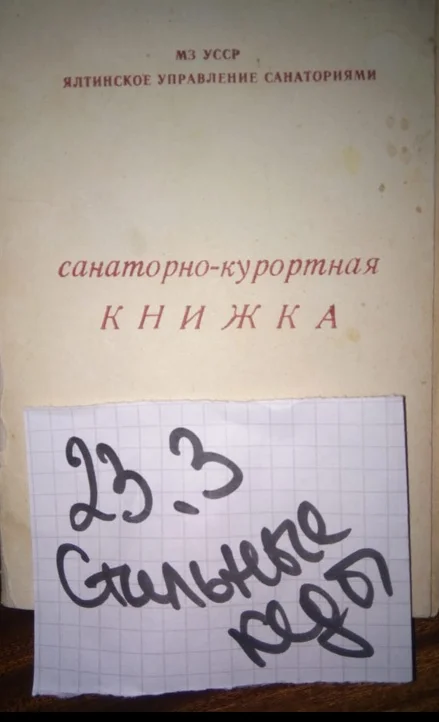 МЗ УССР
ЯЛТИНСКОЕ УПРАВЛЕНИЕ САНАТОРИЯМИ
санаторно-курортная
КНИЖКА
23.3
Стильные
кеды